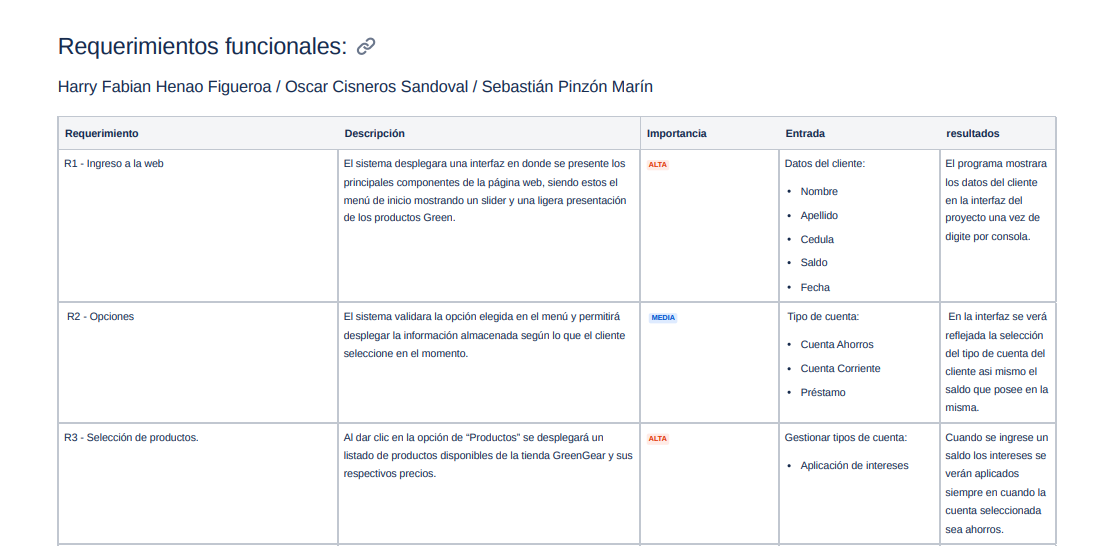 Requerimientos funcionales:
Harry Fabian Henao Figueroa / Oscar Cisneros Sandoval / Sebastián Pinzón Marín
Requerimiento
Descripción
Importancia
Entrada
resultados
R1 - Ingreso a la web
El sistema desplegara una interfaz en donde se presente los
principales componentes de la página web, siendo estos el
menú de inicio mostrando un slider y una ligera presentación
de los productos Green.
ALTA
Datos del cliente:
• Nombre
• Apellido
• Cedula
• Saldo
• Fecha
El programa mostrara
los datos del cliente
en la interfaz del
proyecto una vez de
digite por consola.
R2 - Opciones
El sistema validara la opción elegida en el menú y permitirá
desplegar la información almacenada según lo que el cliente
seleccione en el momento.
MEDIA
Tipo de cuenta:
• Cuenta Ahorros
• Cuenta Corriente
• Préstamo
En la interfaz se verá
reflejada la selección
del tipo de cuenta del
cliente asi mismo el
saldo que posee en la
misma.
R3 - Selección de productos.
Al dar clic en la opción de “Productos” se desplegará un
listado de productos disponibles de la tienda GreenGear y sus
respectivos precios.
ALTA
Gestionar tipos de cuenta:
• Aplicación de intereses
Cuando se ingrese un
saldo los intereses se
verán aplicados
siempre en cuando la
cuenta seleccionada
sea ahorros.